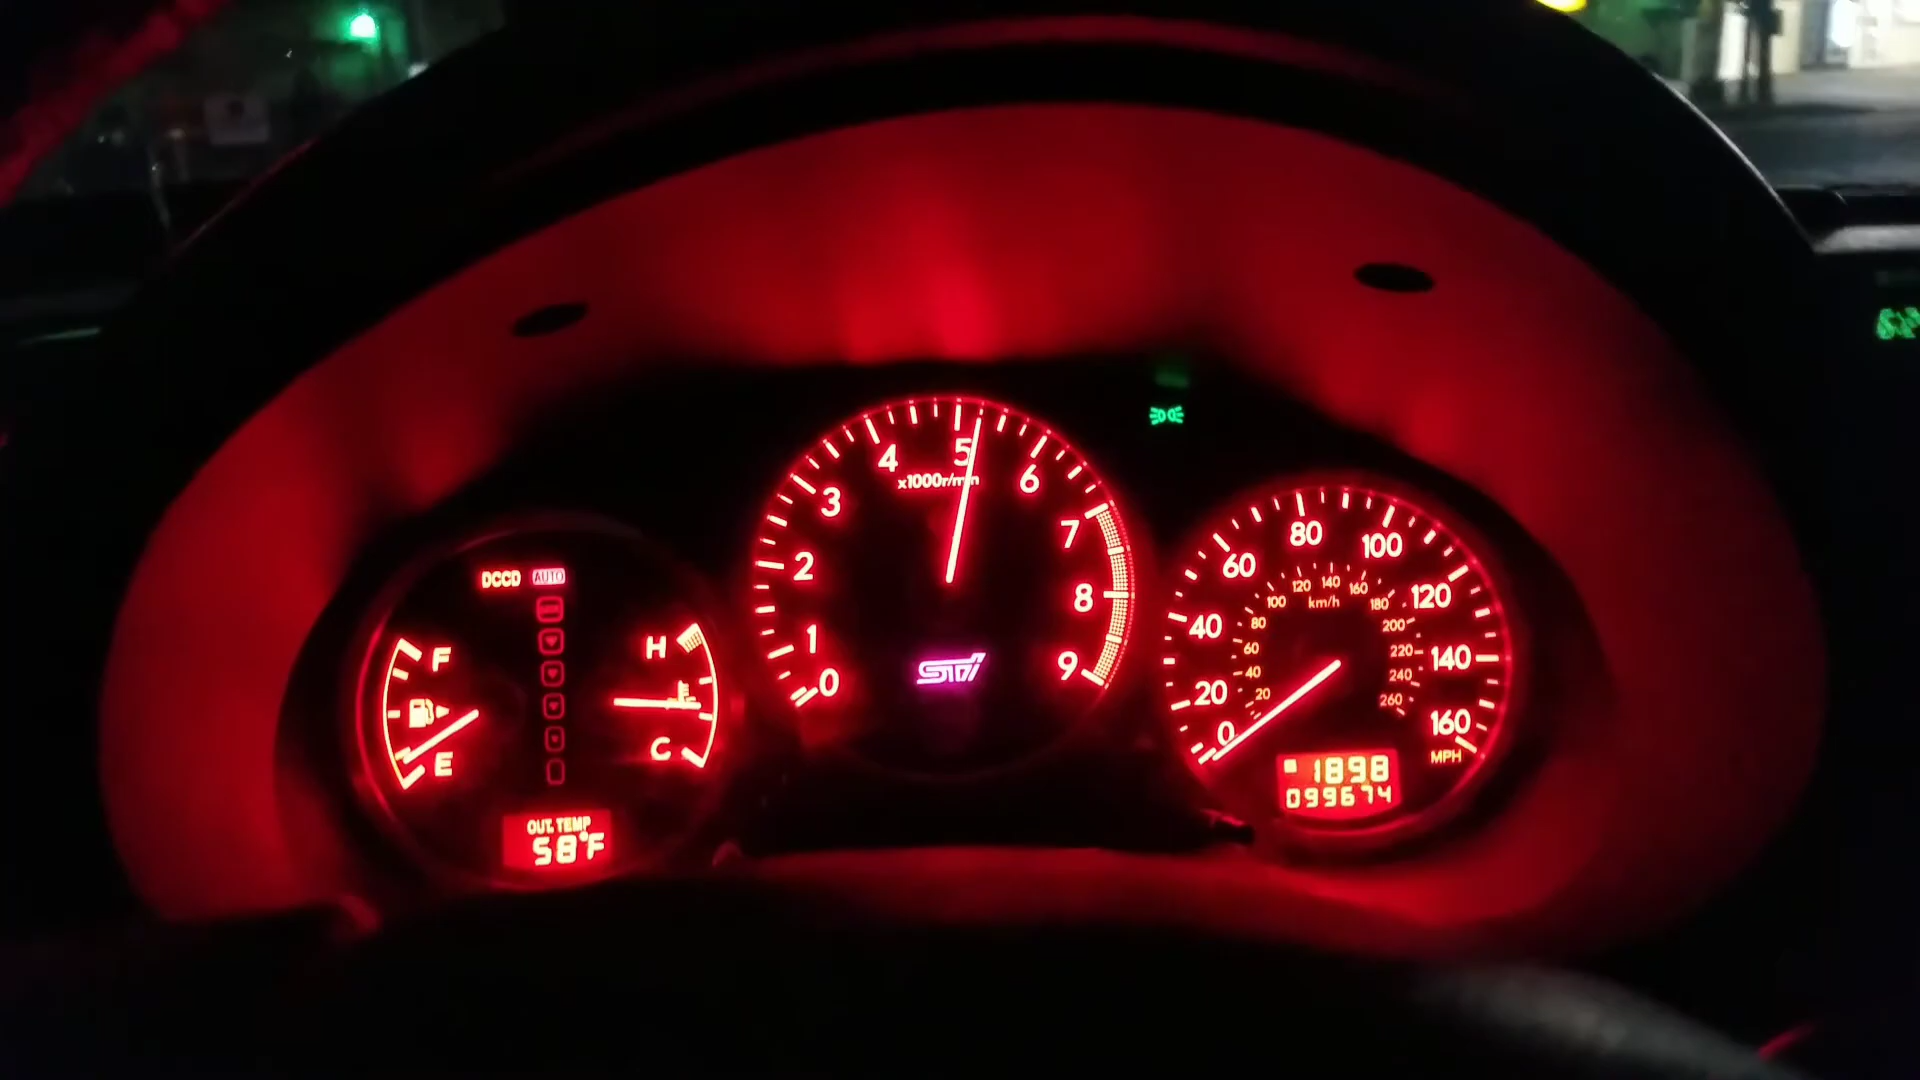 DCCD AUTO
F
E
H
C
OUT. TEMP
58°F
0 1 2 3 4 5 6 7 8 9
x1000r/min
STi
0 20 40 60 80 100 120 140 160
MPH
20 40 60 80 100 120 140 160 180 200 220 240 260
km/h
1898
099674